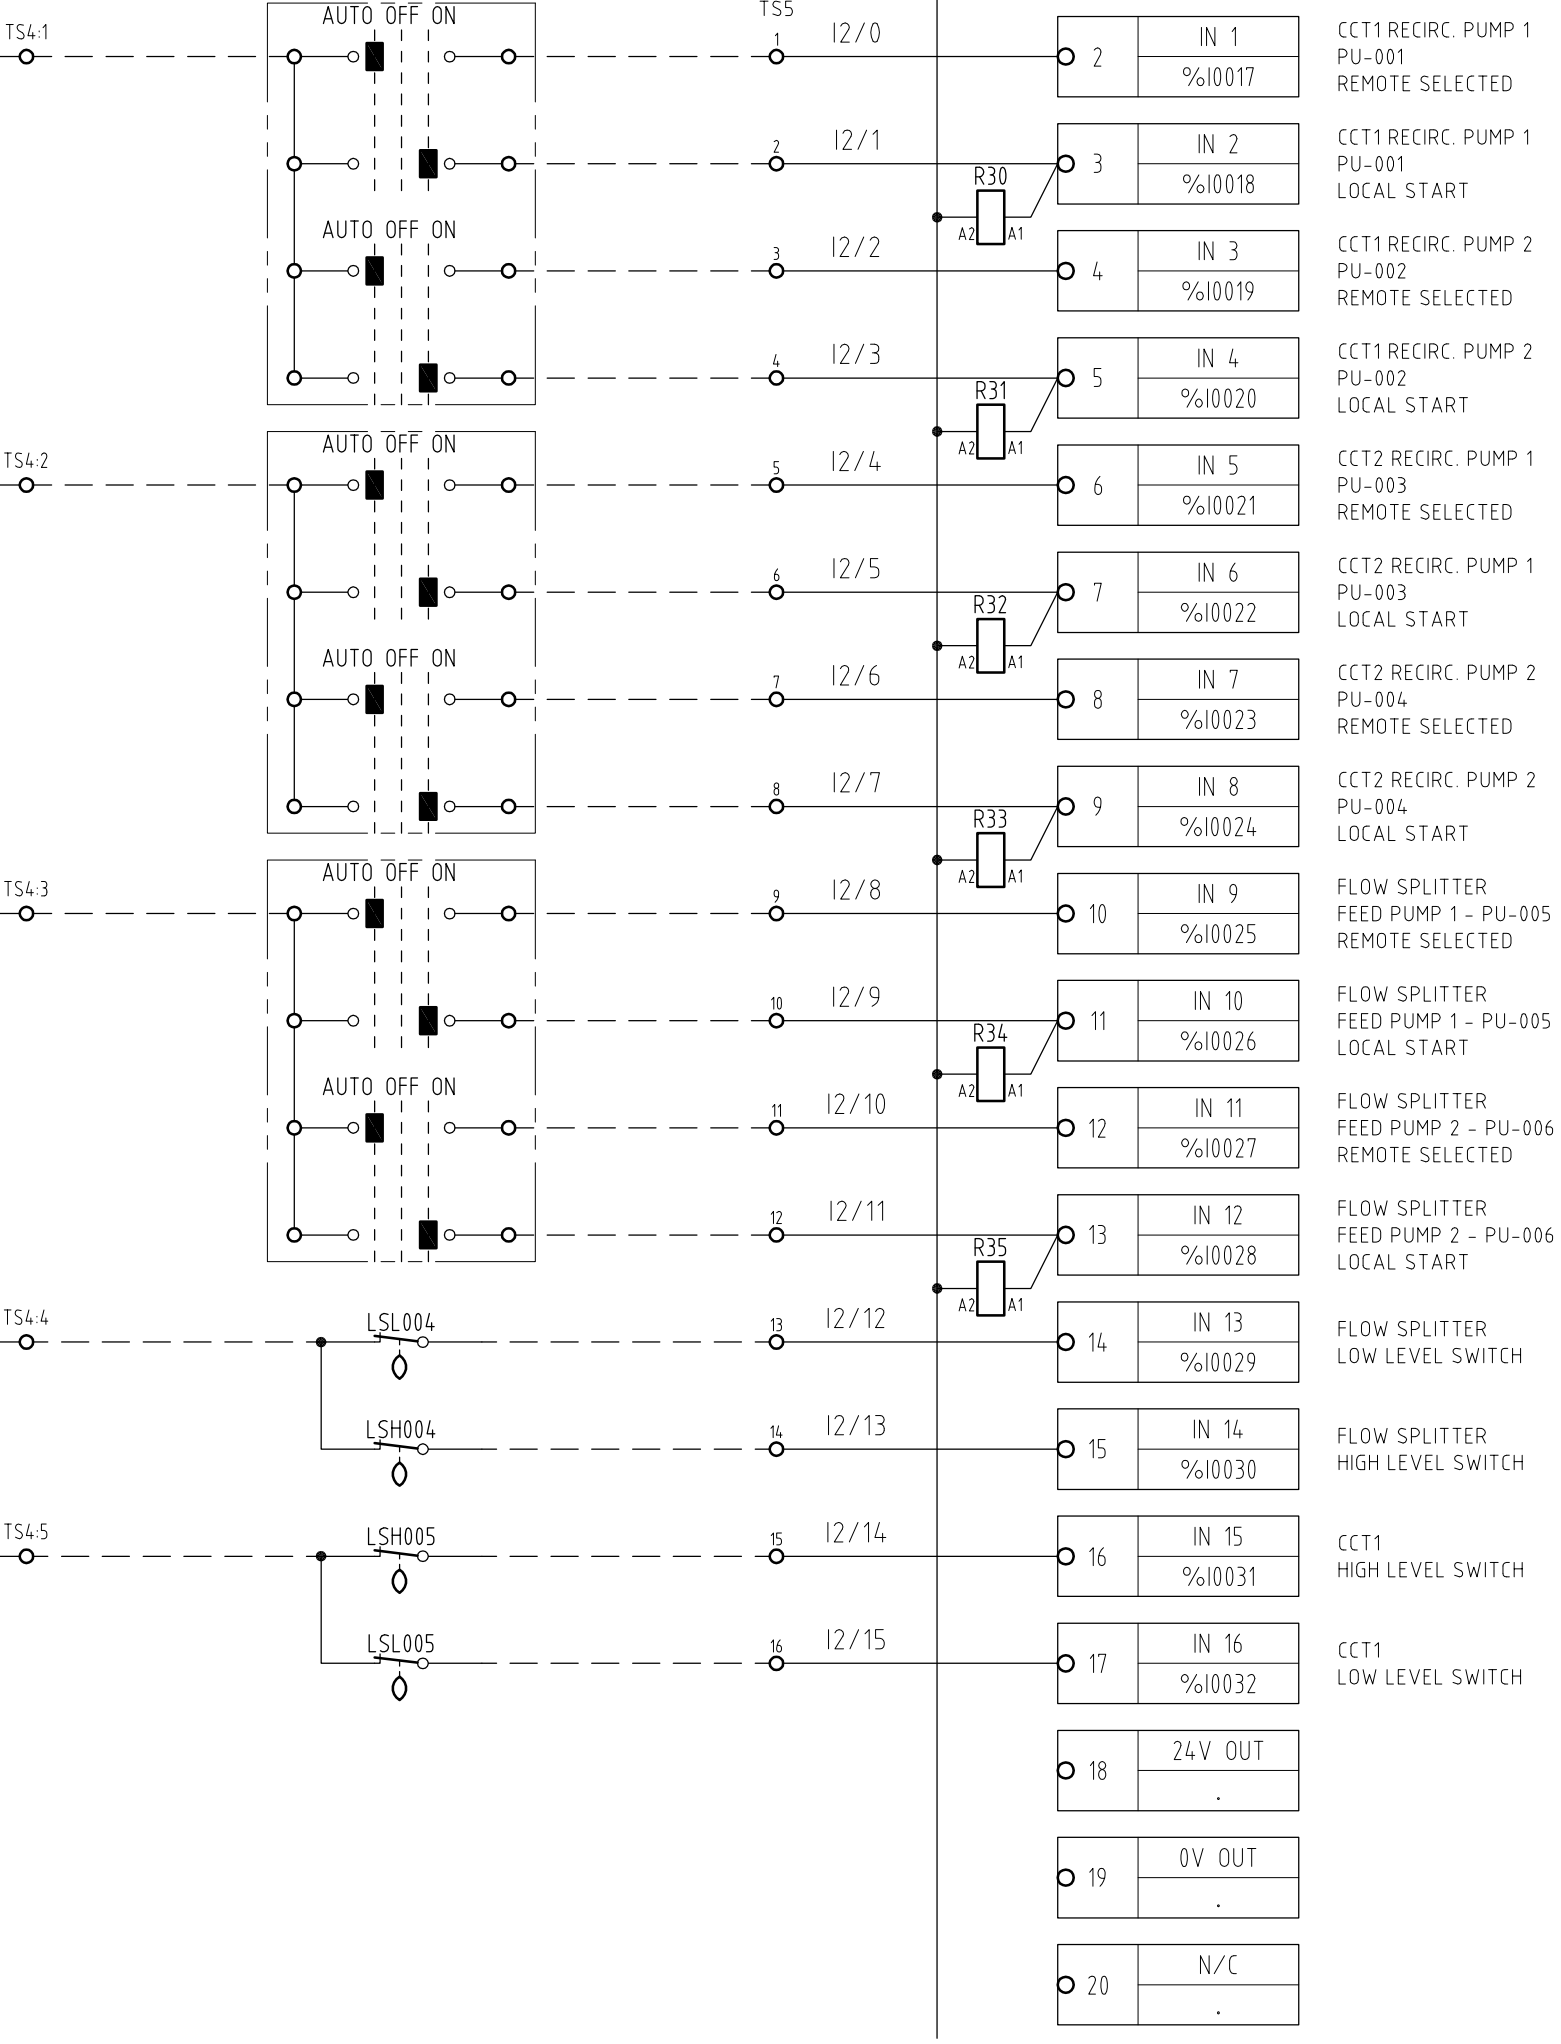 TS5
AUTO OFF ON
TS4:1
1
I2/0
2
IN 1
%I0017
CCT1 RECIRC. PUMP 1
PU-001
REMOTE SELECTED
2
I2/1
3
IN 2
%I0018
CCT1 RECIRC. PUMP 1
PU-001
LOCAL START
R30
A2
A1
AUTO OFF ON
3
I2/2
4
IN 3
%I0019
CCT1 RECIRC. PUMP 2
PU-002
REMOTE SELECTED
4
I2/3
5
IN 4
%I0020
CCT1 RECIRC. PUMP 2
PU-002
LOCAL START
R31
A2
A1
AUTO OFF ON
TS4:2
5
I2/4
6
IN 5
%I0021
CCT2 RECIRC. PUMP 1
PU-003
REMOTE SELECTED
6
I2/5
7
IN 6
%I0022
CCT2 RECIRC. PUMP 1
PU-003
LOCAL START
R32
A2
A1
AUTO OFF ON
7
I2/6
8
IN 7
%I0023
CCT2 RECIRC. PUMP 2
PU-004
REMOTE SELECTED
8
I2/7
9
IN 8
%I0024
CCT2 RECIRC. PUMP 2
PU-004
LOCAL START
R33
A2
A1
AUTO OFF ON
TS4:3
9
I2/8
10
IN 9
%I0025
FLOW SPLITTER
FEED PUMP 1 - PU-005
REMOTE SELECTED
10
I2/9
11
IN 10
%I0026
FLOW SPLITTER
FEED PUMP 1 - PU-005
LOCAL START
R34
A2
A1
AUTO OFF ON
11
I2/10
12
IN 11
%I0027
FLOW SPLITTER
FEED PUMP 2 - PU-006
REMOTE SELECTED
12
I2/11
13
IN 12
%I0028
FLOW SPLITTER
FEED PUMP 2 - PU-006
LOCAL START
R35
A2
A1
TS4:4
LSL004
13
I2/12
14
IN 13
%I0029
FLOW SPLITTER
LOW LEVEL SWITCH
LSH004
14
I2/13
15
IN 14
%I0030
FLOW SPLITTER
HIGH LEVEL SWITCH
TS4:5
LSH005
15
I2/14
16
IN 15
%I0031
CCT1
HIGH LEVEL SWITCH
LSL005
16
I2/15
17
IN 16
%I0032
CCT1
LOW LEVEL SWITCH
18
24V OUT
.
19
0V OUT
.
20
N/C
.